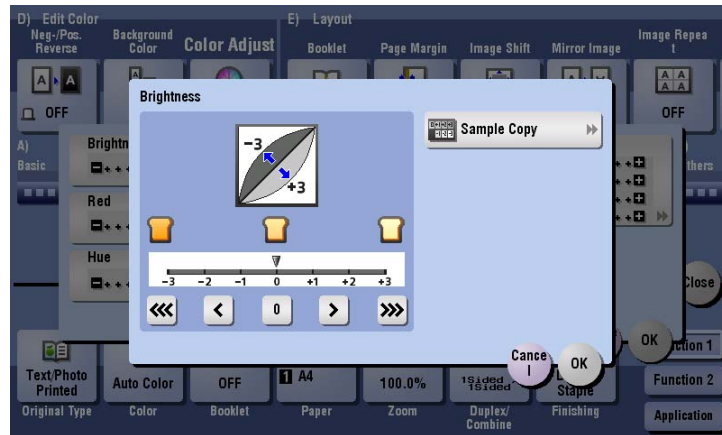 D) Edit Color
E) Layout
Neg-/Pos.
Reverse
Background
Color
Color Adjust
Booklet
Page Margin
Image Shift
Mirror Image
Image Repea
t
A A
A A
A A
OFF
OFF
Brightness
-3
+3
Sample Copy
A)
Basic
Brightn
Red
Hue
thers
-3 -2 -1 0 +1 +2 +3
0
Close
Cance
l
OK
OK
ction 1
Text/Photo
Printed
Auto Color
OFF
1 A4
100.0%
1Sided
1Sided
Staple
Function 2
Original Type
Color
Booklet
Paper
Zoom
Duplex/
Combine
Finishing
Application